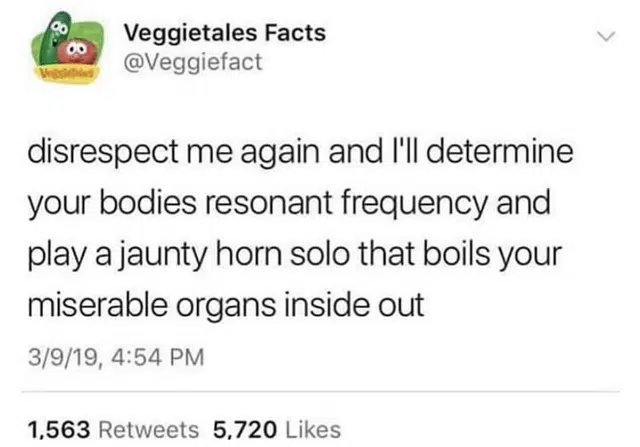 Veggietales Facts
@Veggiefact
VeggieTales
disrespect me again and I'll determine
your bodies resonant frequency and
play a jaunty horn solo that boils your
miserable organs inside out
3/9/19, 4:54 PM
1,563 Retweets 5,720 Likes